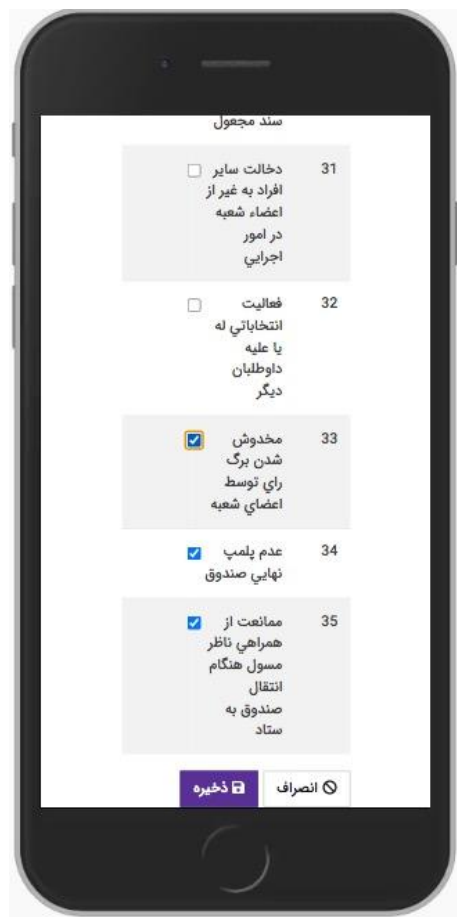 سند مجعول
31 دخالت ساير
افراد به غير از
اعضاء شعبه
در امور
اجرايي
32 فعاليت
انتخاباتي له
يا عليه
داوطلبان
ديگر
33 مخدوش
شدن برگ
راي توسط
اعضاي شعبه
34 عدم پلمپ
نهايي صندوق
35 ممانعت از
همراهي ناظر
مسول هنگام
انتقال
صندوق به
ستاد
انصراف ذخیره